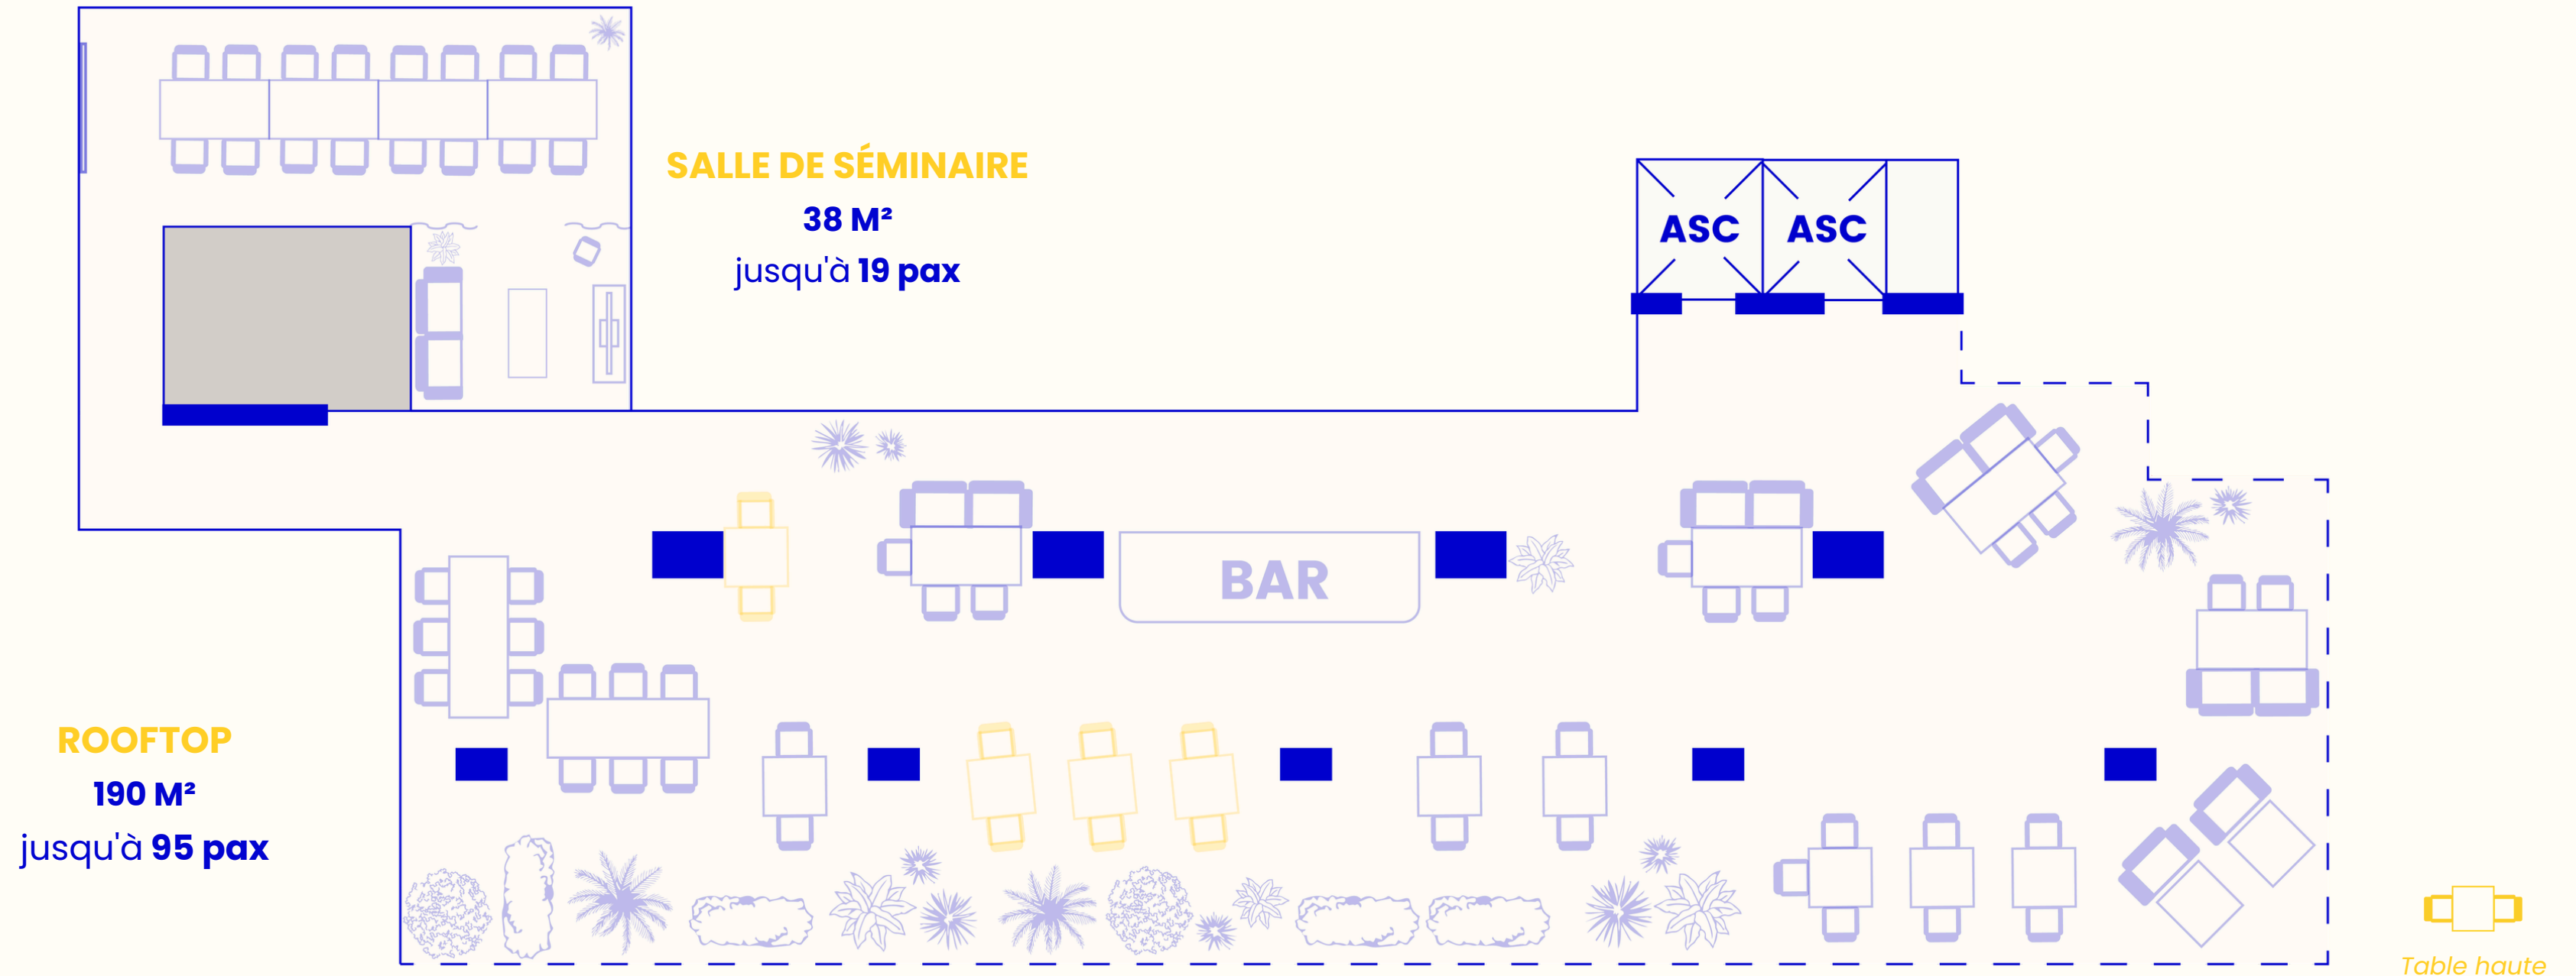 SALLE DE SÉMINAIRE
38 M²
jusqu'à 19 pax
ASC
ASC
BAR
ROOFTOP
190 M²
jusqu'à 95 pax
Table haute